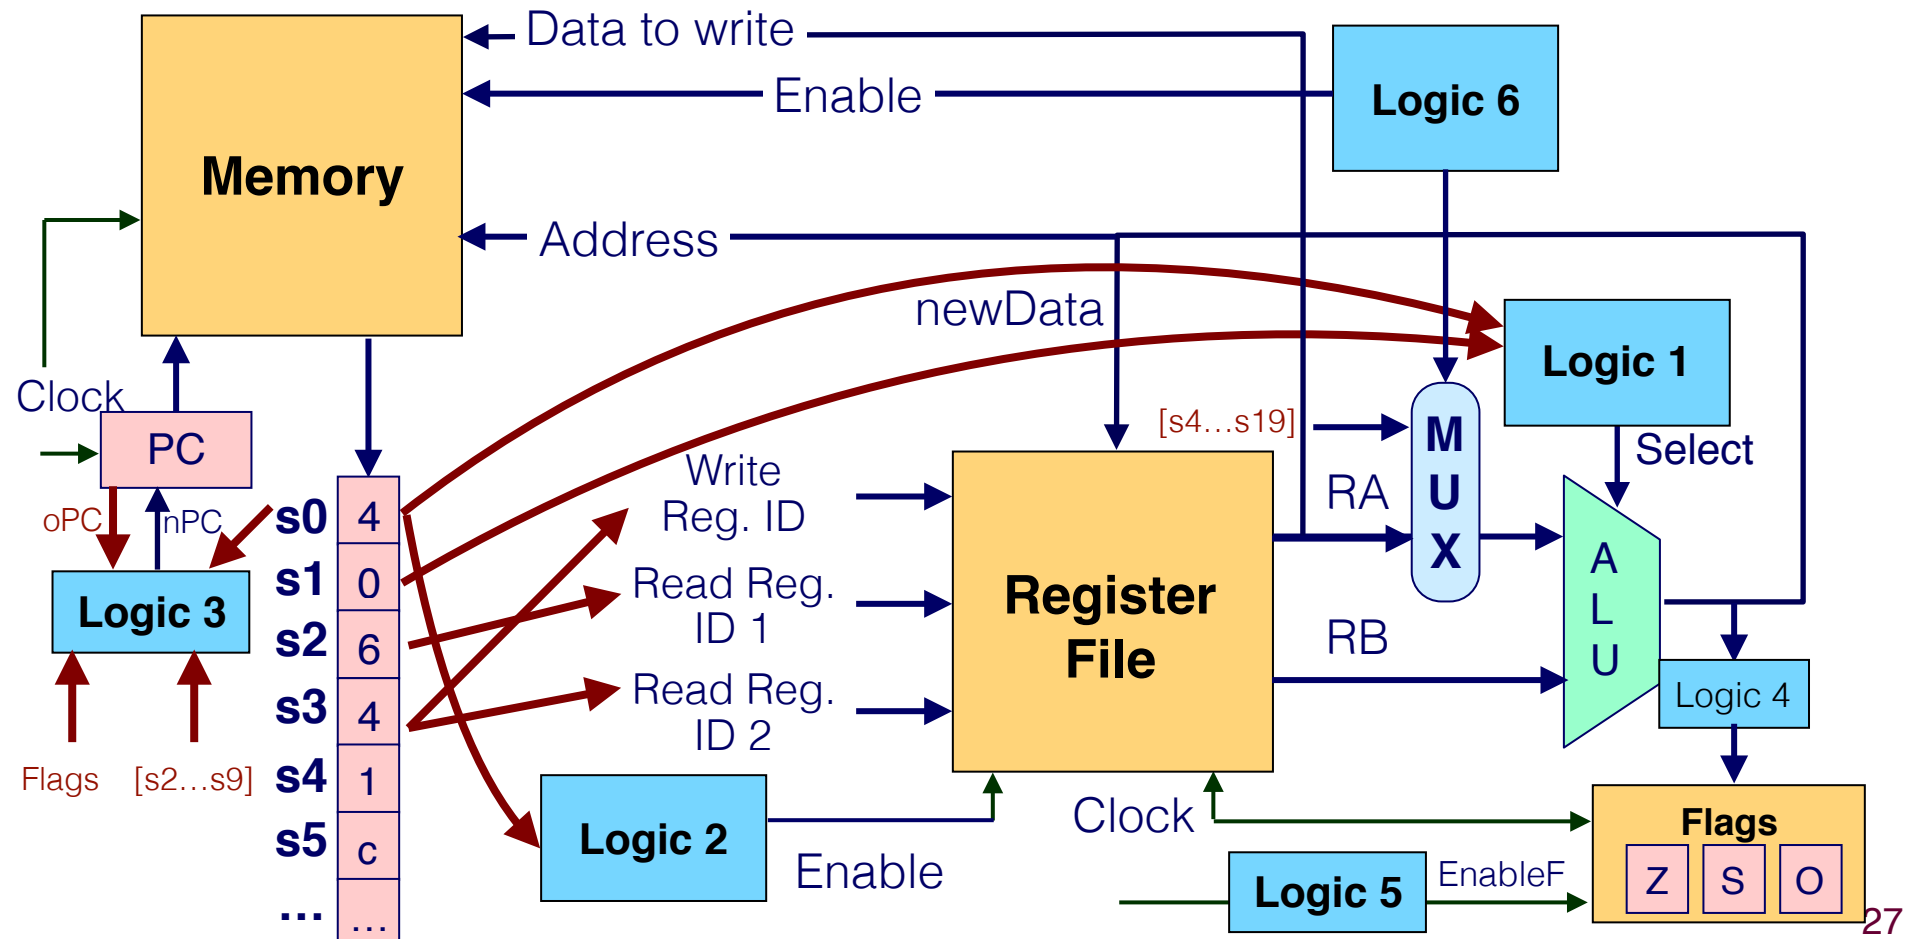 Data to write
Enable
Logic 6
Memory
Address
newData
Logic 1
Clock
PC
[s4...s19]
M
U
X
Select
Write
Reg. ID
RA
oPC
nPC
s0 4
s1 0
s2 6
s3 4
s4 1
s5 c
... ...
Logic 3
Read Reg.
ID 1
Register
File
A
L
U
RB
Read Reg.
ID 2
Logic 4
Flags
[s2...s9]
Logic 2
Enable
Clock
Flags
Z S O
Logic 5
EnableF
27